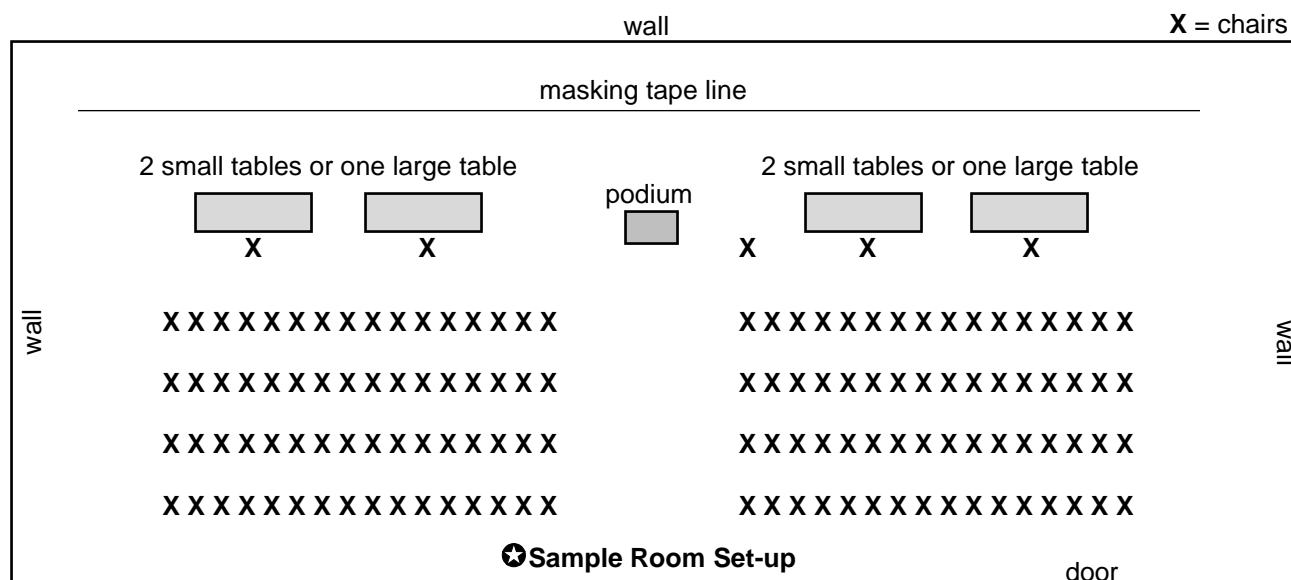 wall
X = chairs
masking tape line
2 small tables or one large table
2 small tables or one large table
podium
X X X X X
wall
X X X X X X X X X X X X X X X X X X X X X X X X X X X X X X X X
wall
X X X X X X X X X X X X X X X X X X X X X X X X X X X X X X X X
X X X X X X X X X X X X X X X X X X X X X X X X X X X X X X X X
X X X X X X X X X X X X X X X X X X X X X X X X X X X X X X X X
✪Sample Room Set-up
door